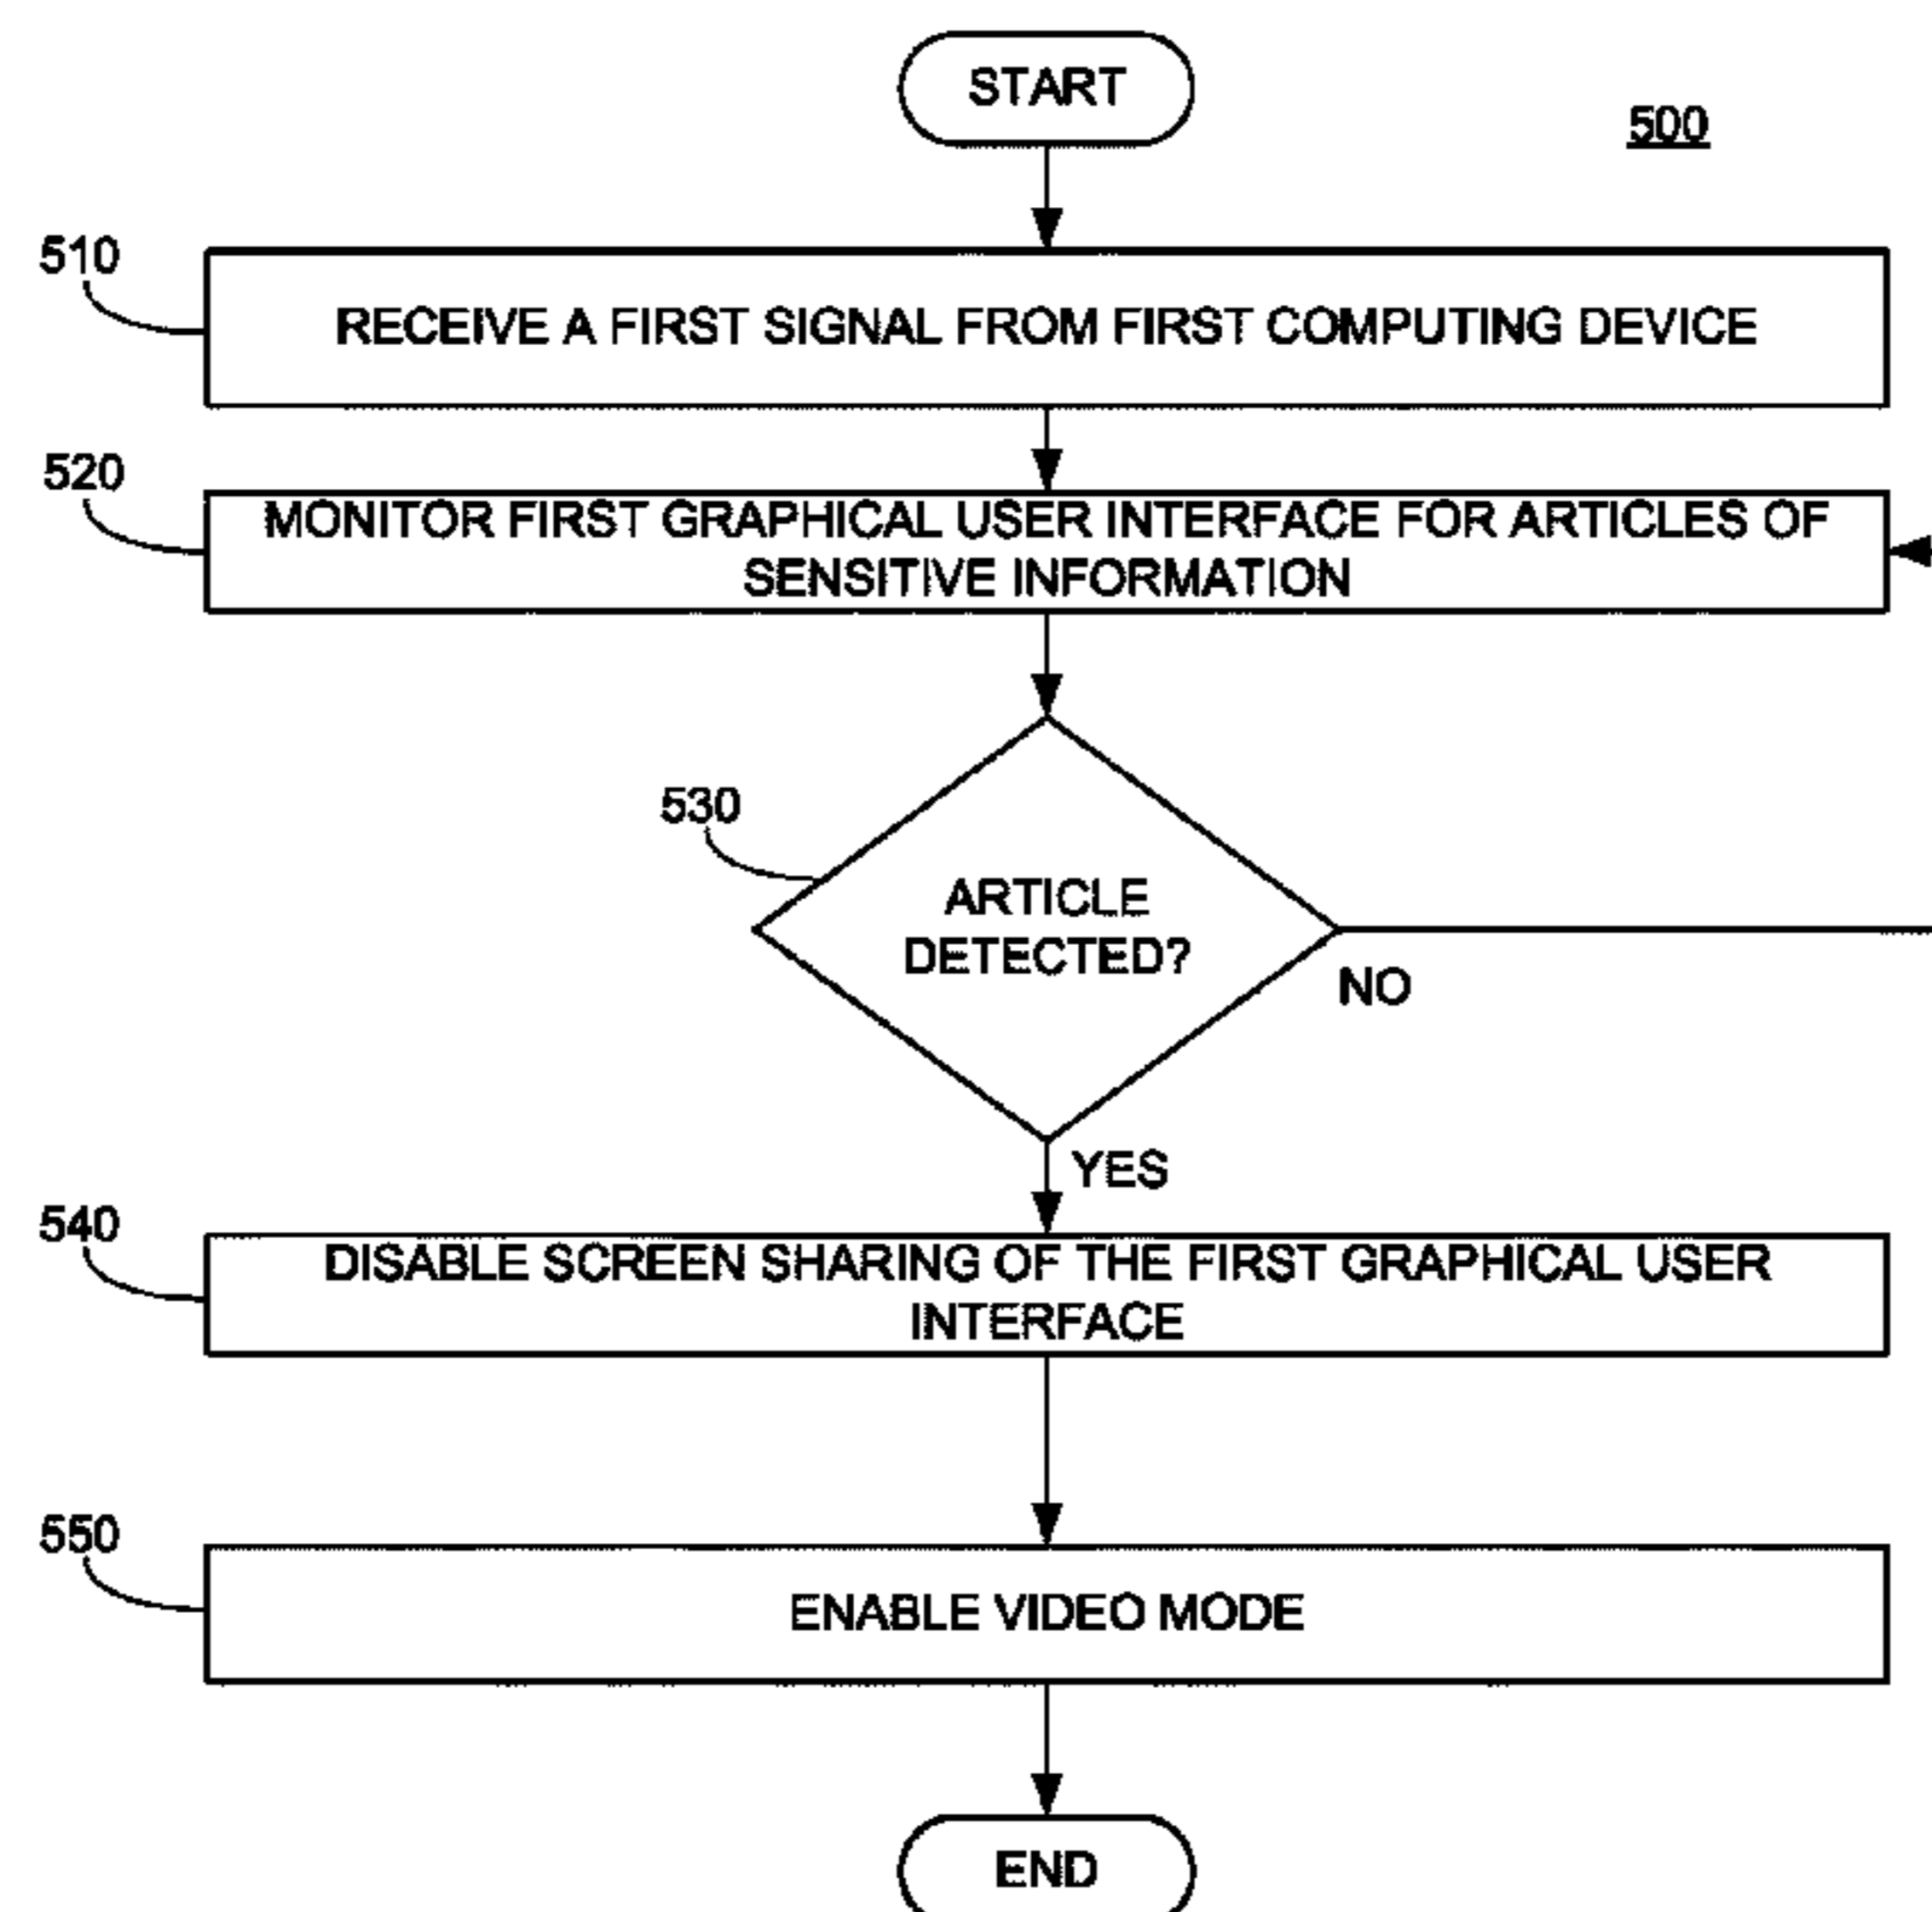 START
500
510
RECEIVE A FIRST SIGNAL FROM FIRST COMPUTING DEVICE
520
MONITOR FIRST GRAPHICAL USER INTERFACE FOR ARTICLES OF
SENSITIVE INFORMATION
530
ARTICLE
DETECTED?
NO
YES
540
DISABLE SCREEN SHARING OF THE FIRST GRAPHICAL USER
INTERFACE
550
ENABLE VIDEO MODE
END